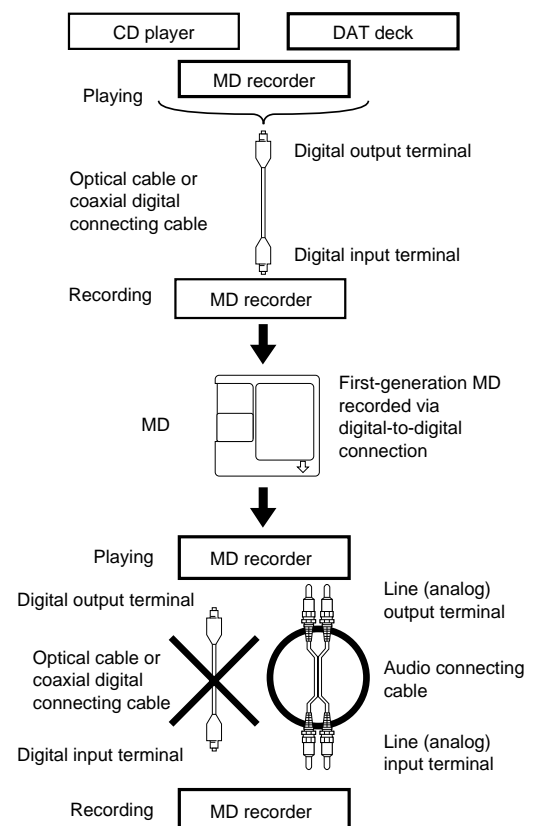 CD player
DAT deck
MD recorder
Playing
Digital output terminal
Optical cable or
coaxial digital
connecting cable
Digital input terminal
Recording
MD recorder
MD
First-generation MD
recorded via
digital-to-digital
connection
Playing
MD recorder
Digital output terminal
Line (analog)
output terminal
Optical cable or
coaxial digital
connecting cable
Audio connecting
cable
Digital input terminal
Line (analog)
input terminal
Recording
MD recorder